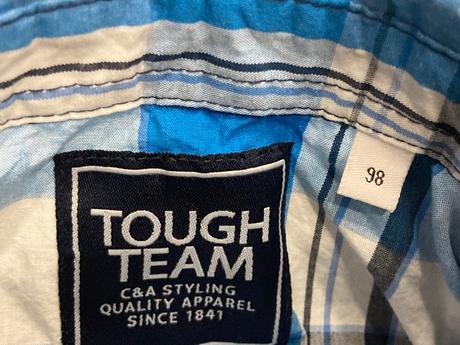 98
TOUGH
TEAM
C&A STYLING
QUALITY APPAREL
SINCE 1841